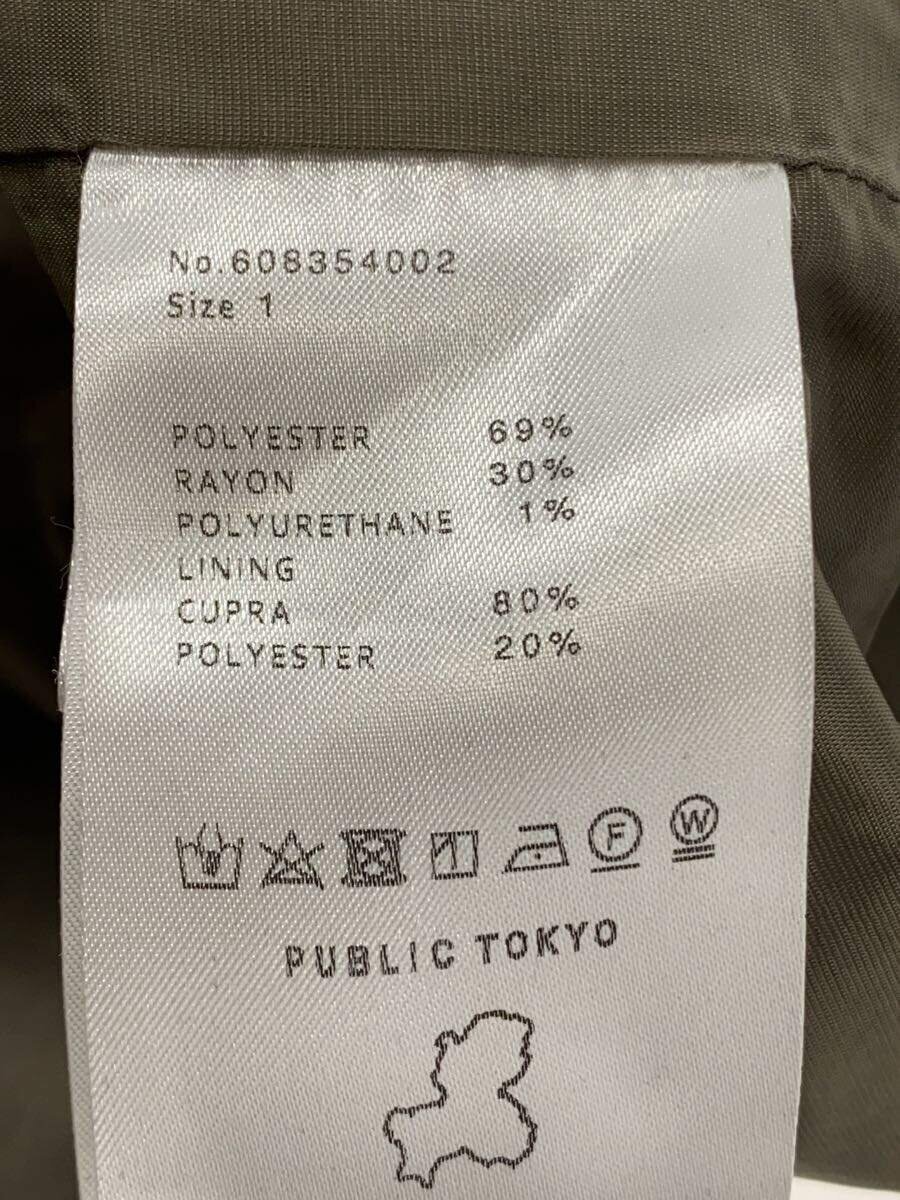 No.608354002
Size 1
POLYESTER 69%
RAYON 30%
POLYURETHANE 1%
LINING
CUPRA 80%
POLYESTER 20%
F W
PUBLIC TOKYO